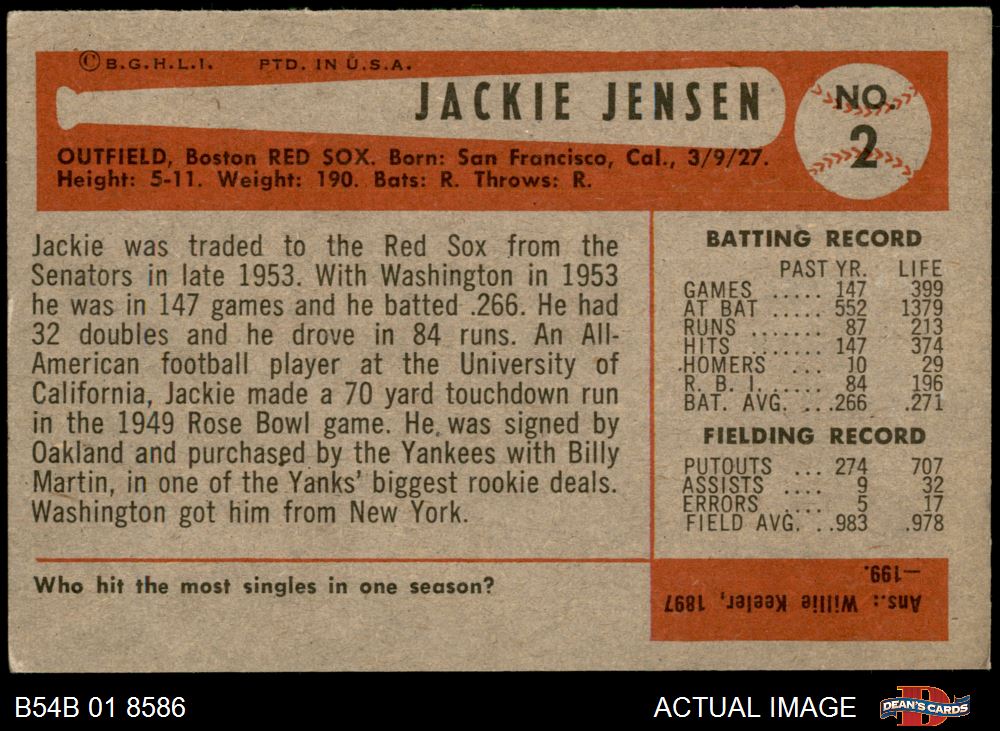 © B.G.H.L.I. PTD. IN U.S.A.
JACKIE JENSEN
NO.
2
OUTFIELD, Boston RED SOX. Born: San Francisco, Cal., 3/9/27.
Height: 5-11. Weight: 190. Bats: R. Throws: R.
Jackie was traded to the Red Sox from the
Senators in late 1953. With Washington in 1953
he was in 147 games and he batted .266. He had
32 doubles and he drove in 84 runs. An All-
American football player at the University of
California, Jackie made a 70 yard touchdown run
in the 1949 Rose Bowl game. He was signed by
Oakland and purchased by the Yankees with Billy
Martin, in one of the Yanks' biggest rookie deals.
Washington got him from New York.
BATTING RECORD
PAST YR. LIFE
GAMES ..... 147 399
AT BAT ..... 552 1379
RUNS ....... 87 213
HITS ....... 147 374
HOMERS ... 10 29
R. B. I. .... 84 196
BAT. AVG. ...266 .271
FIELDING RECORD
PUTOUTS ... 274 707
ASSISTS .... 9 32
ERRORS .... 5 17
FIELD AVG. ..983 .978
Who hit the most singles in one season?
Ans.: Willie Keeler, 1897
—199.
B54B 01 8586
ACTUAL IMAGE
D
DEAN'S CARDS